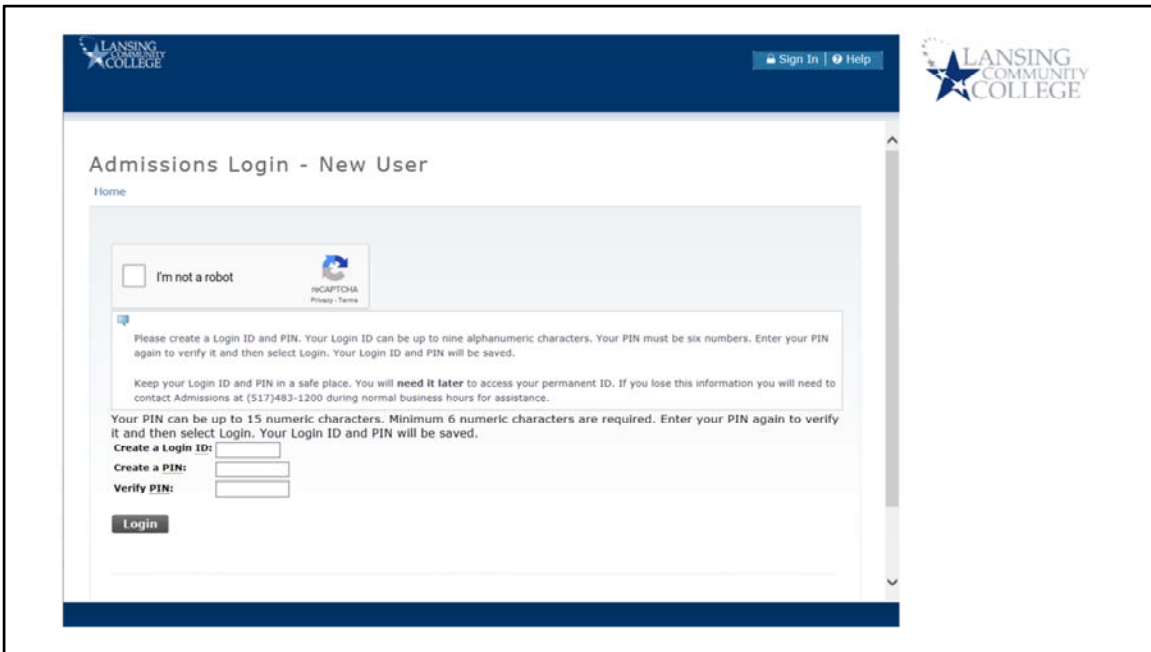 LANSING
COMMUNITY
COLLEGE
Sign In | Help
LANSING
COMMUNITY
COLLEGE
Admissions Login - New User
Home
I'm not a robot
reCAPTCHA
Privacy - Terms
Please create a Login ID and PIN. Your Login ID can be up to nine alphanumeric characters. Your PIN must be six numbers. Enter your PIN
again to verify it and then select Login. Your Login ID and PIN will be saved.
Keep your Login ID and PIN in a safe place. You will need it later to access your permanent ID. If you lose this information you will need to
contact Admissions at (517)483-1200 during normal business hours for assistance.
Your PIN can be up to 15 numeric characters. Minimum 6 numeric characters are required. Enter your PIN again to verify
it and then select Login. Your Login ID and PIN will be saved.
Create a Login ID:
Create a PIN:
Verify PIN:
Login